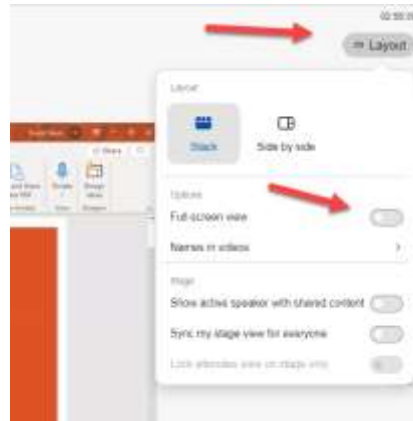 Layout
Layout
Stack
Side by side
Options
Full-screen view
Names in videos
Stage
Show active speaker with shared content
Sync my stage view for everyone
Lock attendee view on stage only
Share